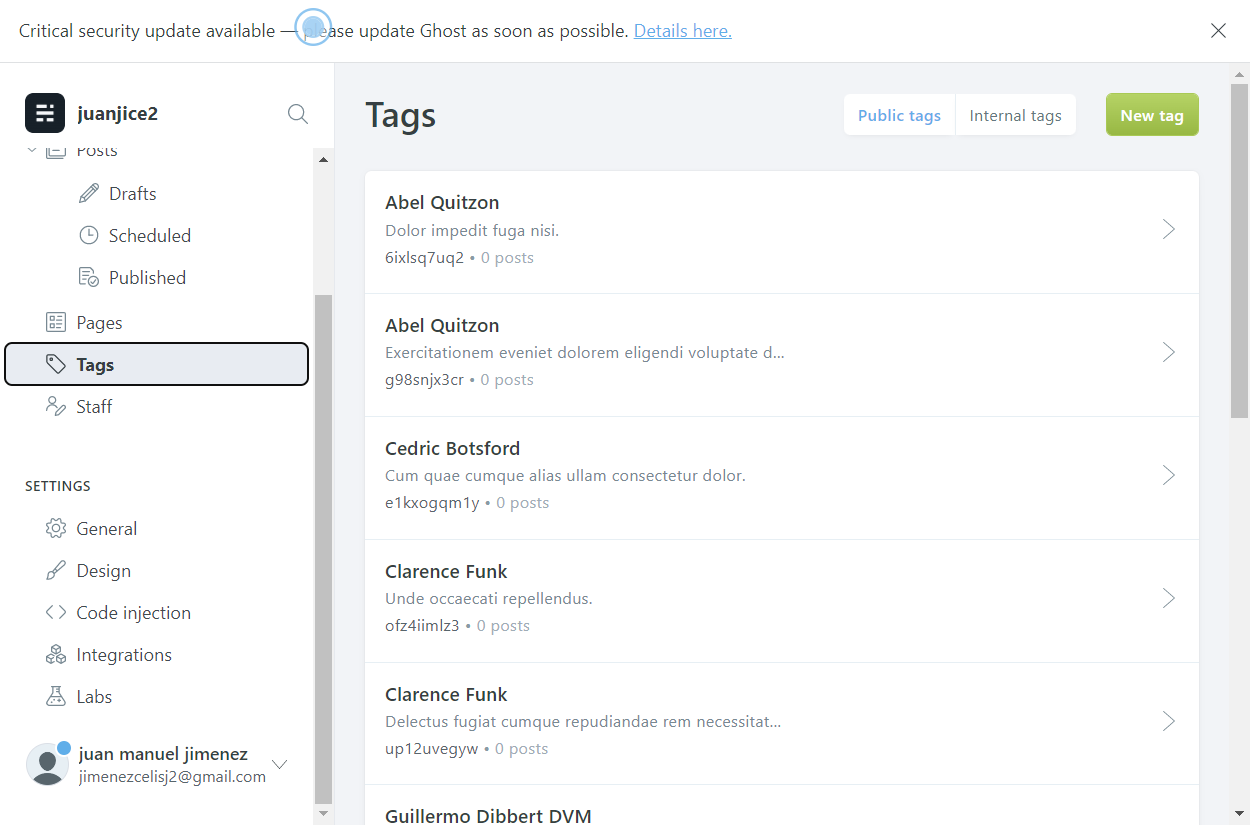 Critical security update available — please update Ghost as soon as possible. Details here.
juanjice2
Posts
Drafts
Scheduled
Published
Pages
Tags
Staff
SETTINGS
General
Design
Code injection
Integrations
Labs
juan manuel jimenez
jimenezcelisj2@gmail.com
Tags
Public tags
Internal tags
New tag
Abel Quitzon
Dolor impedit fuga nisi.
6ixlsq7uq2 • 0 posts
Abel Quitzon
Exercitationem eveniet dolorem eligendi voluptate d...
g98snjx3cr • 0 posts
Cedric Botsford
Cum quae cumque alias ullam consectetur dolor.
e1kxogqm1y • 0 posts
Clarence Funk
Unde occaecati repellendus.
ofz4iimlz3 • 0 posts
Clarence Funk
Delectus fugiat cumque repudiandae rem necessitat...
up12uvegyw • 0 posts
Guillermo Dibbert DVM